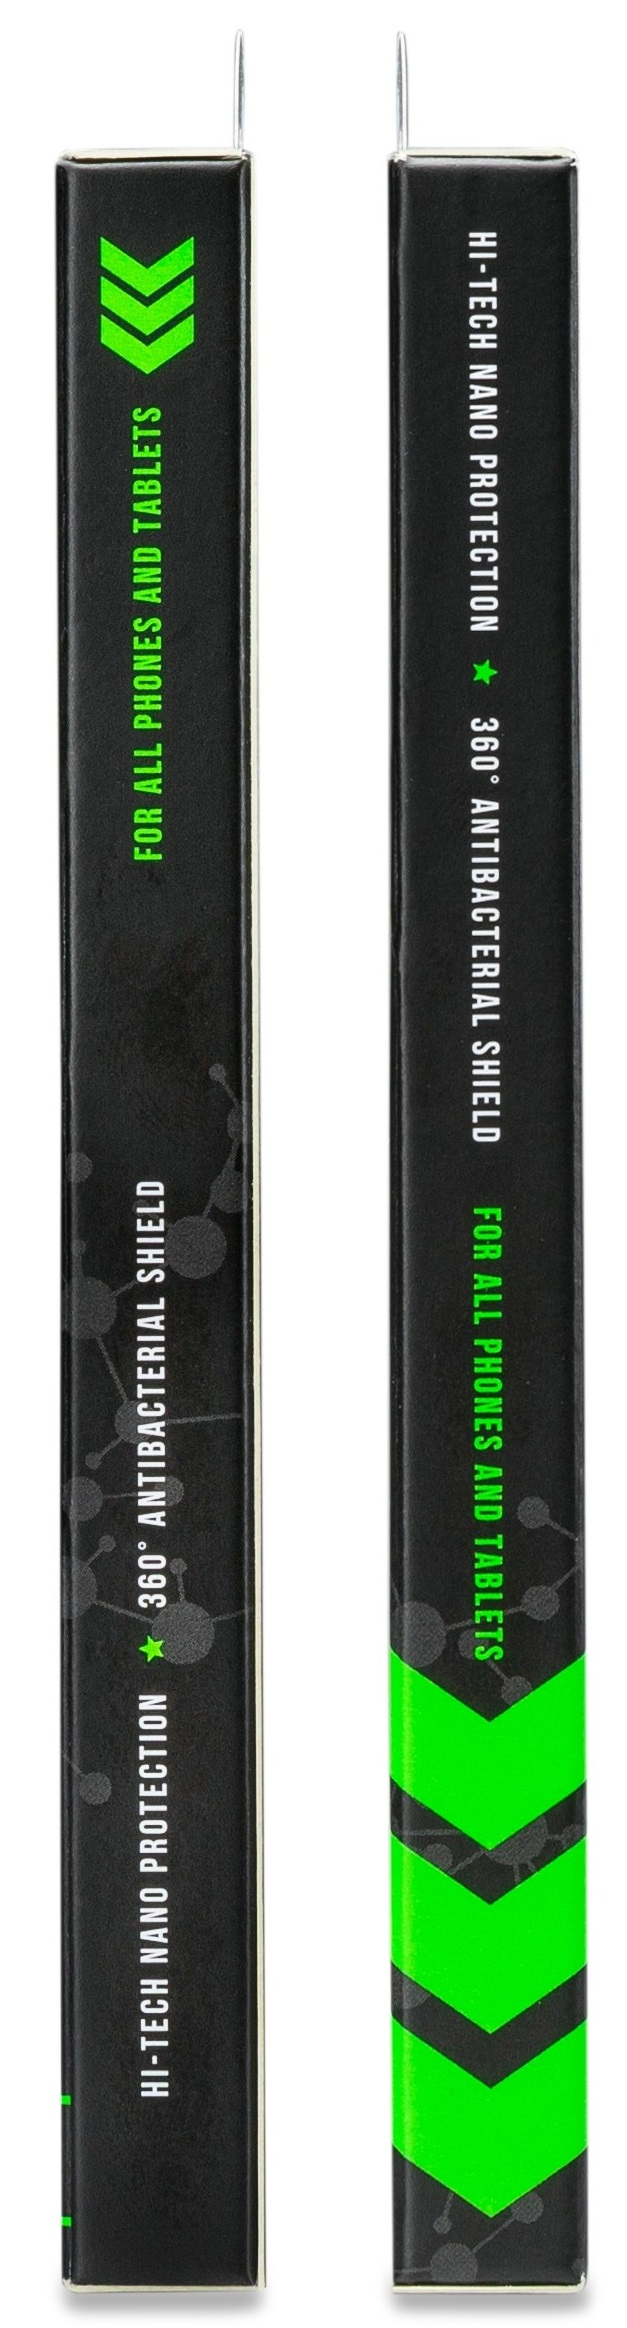 HI-TECH NANO PROTECTION ★ 360° ANTIBACTERIAL SHIELD
FOR ALL PHONES AND TABLETS
HI-TECH NANO PROTECTION ★ 360° ANTIBACTERIAL SHIELD
FOR ALL PHONES AND TABLETS